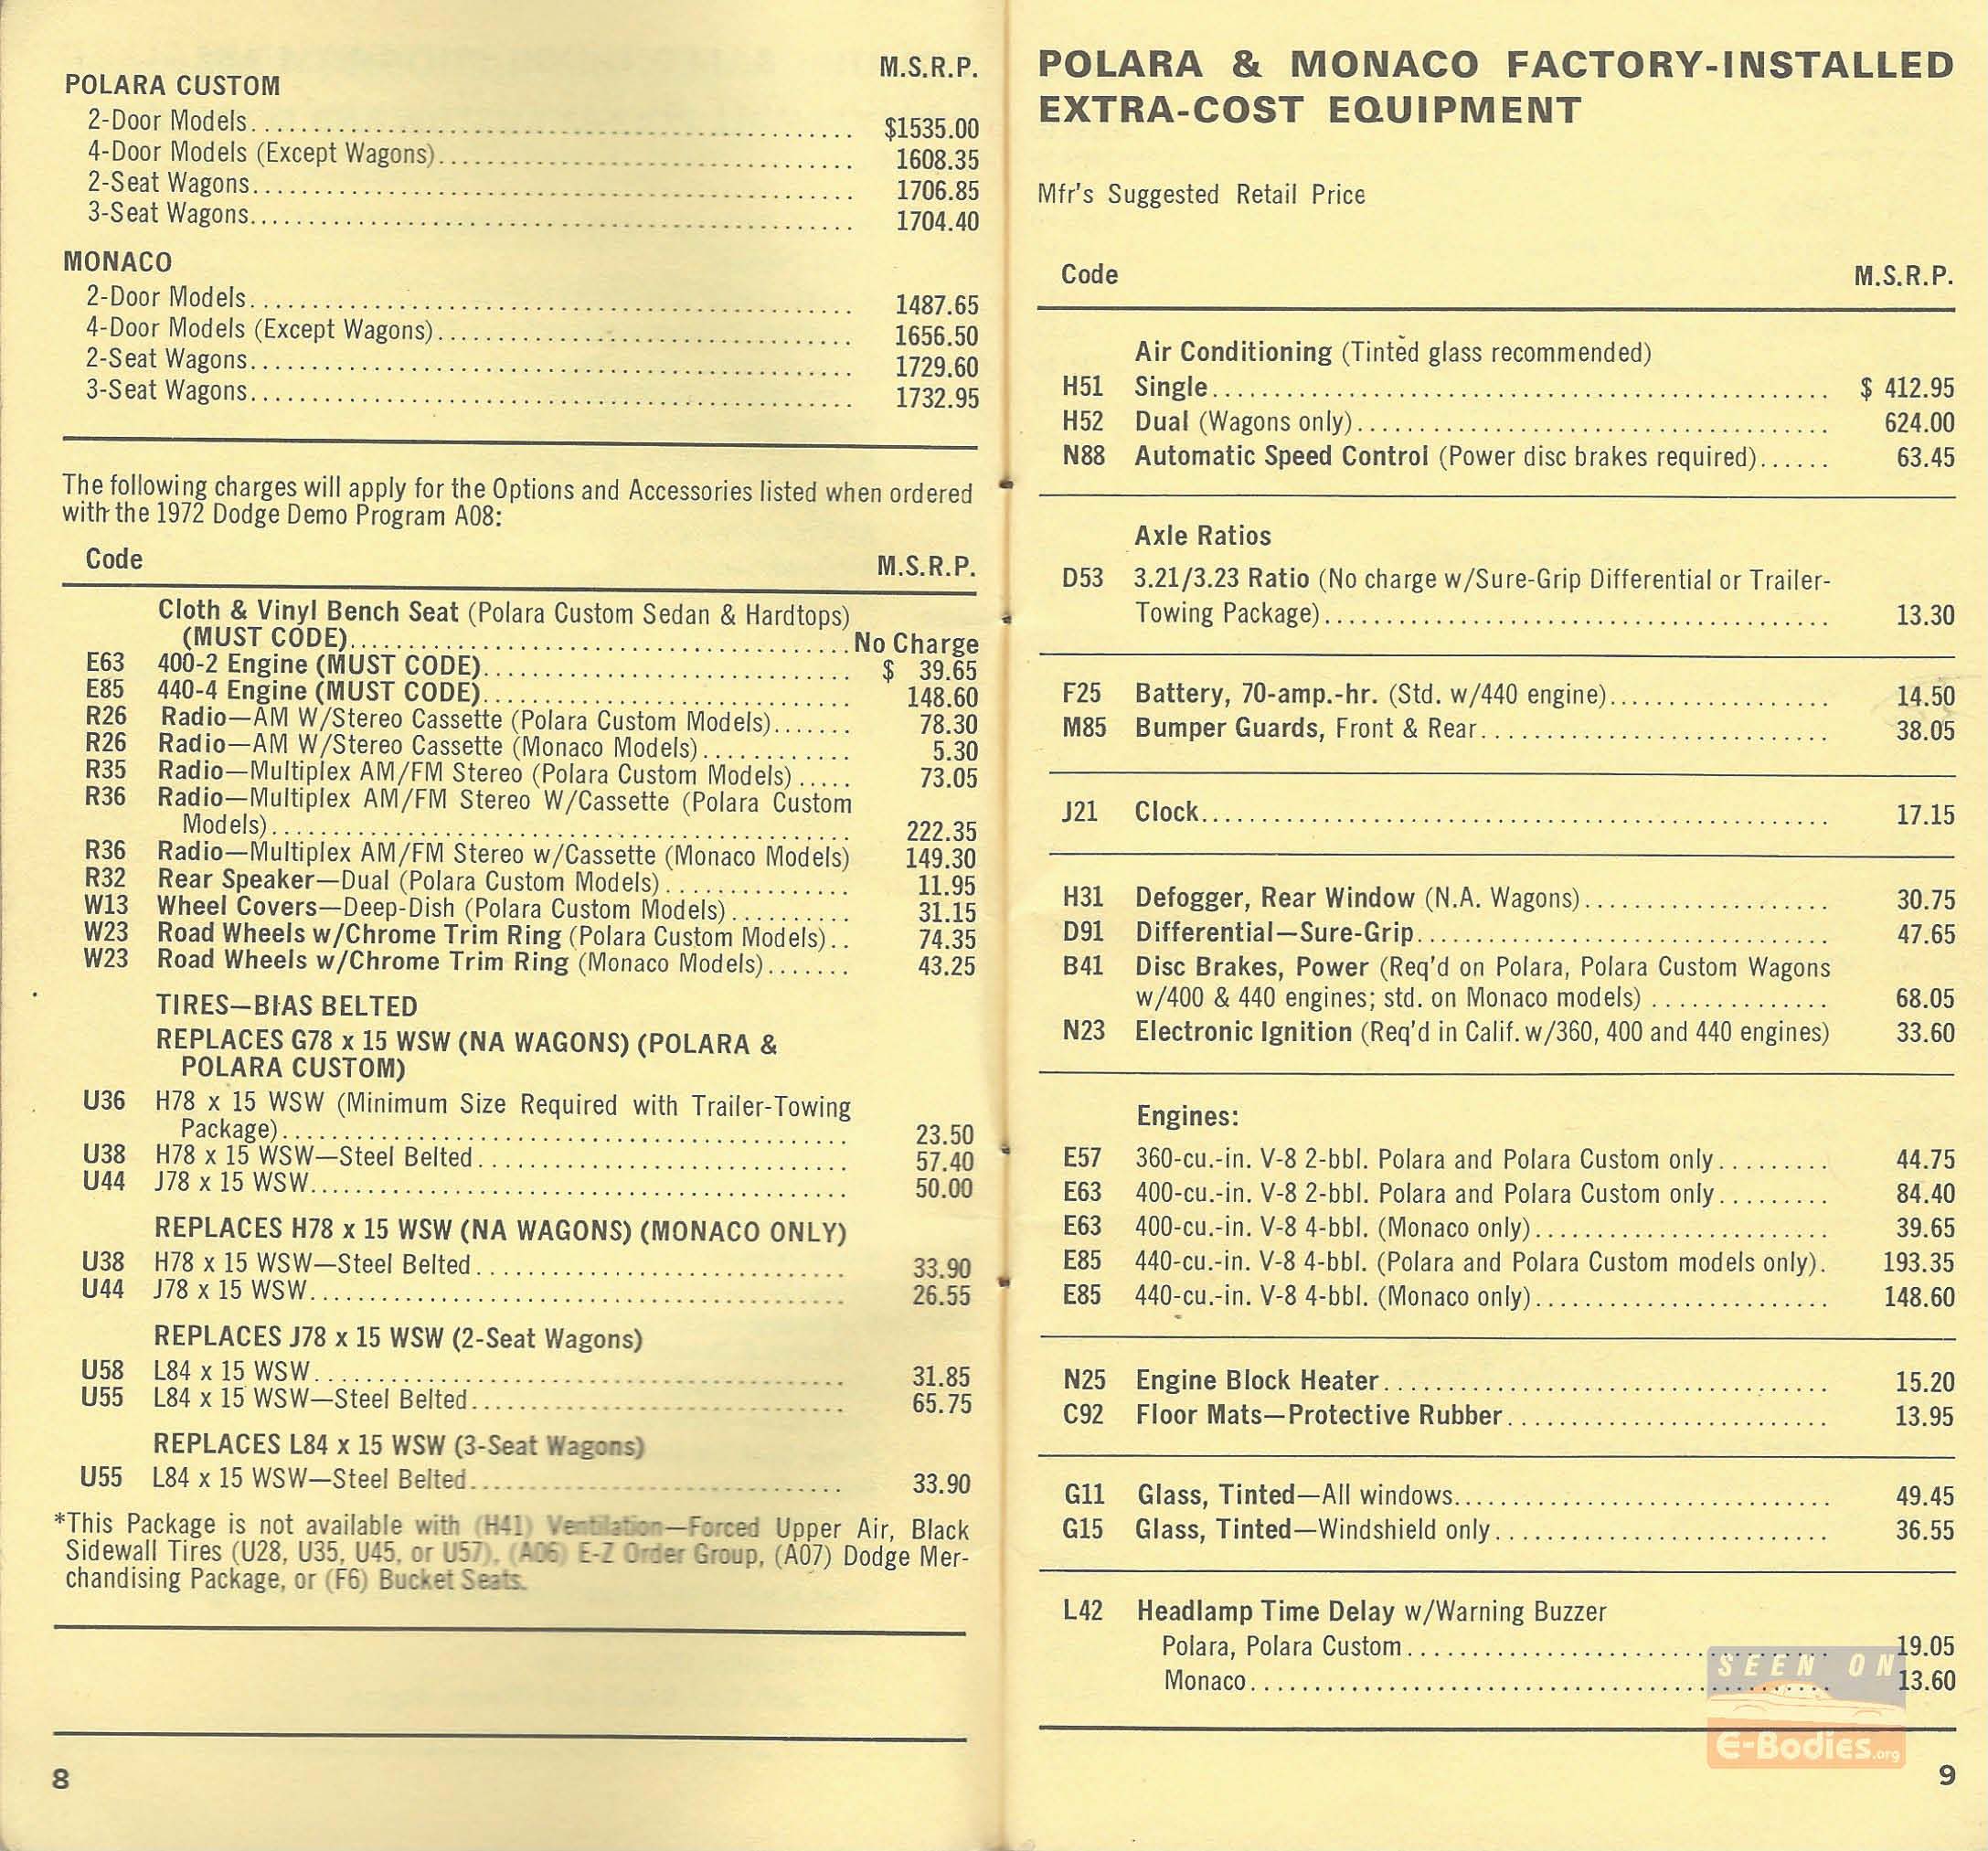 M.S.R.P.
POLARA CUSTOM
2-Door Models $1535.00
4-Door Models (Except Wagons) 1608.35
2-Seat Wagons 1706.85
3-Seat Wagons 1704.40
MONACO
2-Door Models 1487.65
4-Door Models (Except Wagons) 1656.50
2-Seat Wagons 1729.60
3-Seat Wagons 1732.95
The following charges will apply for the Options and Accessories listed when ordered
with the 1972 Dodge Demo Program A08:
Code M.S.R.P.
Cloth & Vinyl Bench Seat (Polara Custom Sedan & Hardtops)
(MUST CODE) No Charge
E63 400-2 Engine (MUST CODE) $ 39.65
E85 440-4 Engine (MUST CODE) 148.60
R26 Radio—AM W/Stereo Cassette (Polara Custom Models) 78.30
R26 Radio—AM W/Stereo Cassette (Monaco Models) 5.30
R35 Radio—Multiplex AM/FM Stereo (Polara Custom Models) 73.05
R36 Radio—Multiplex AM/FM Stereo W/Cassette (Polara Custom
Models) 222.35
R36 Radio—Multiplex AM/FM Stereo w/Cassette (Monaco Models) 149.30
R32 Rear Speaker—Dual (Polara Custom Models) 11.95
W13 Wheel Covers—Deep-Dish (Polara Custom Models) 31.15
W23 Road Wheels w/Chrome Trim Ring (Polara Custom Models) 74.35
W23 Road Wheels w/Chrome Trim Ring (Monaco Models) 43.25
TIRES—BIAS BELTED
REPLACES G78 x 15 WSW (NA WAGONS) (POLARA &
POLARA CUSTOM)
U36 H78 x 15 WSW (Minimum Size Required with Trailer-Towing
Package) 23.50
U38 H78 x 15 WSW—Steel Belted 57.40
U44 J78 x 15 WSW 50.00
REPLACES H78 x 15 WSW (NA WAGONS) (MONACO ONLY)
U38 H78 x 15 WSW—Steel Belted 33.90
U44 J78 x 15 WSW 26.55
REPLACES J78 x 15 WSW (2-Seat Wagons)
U58 L84 x 15 WSW 31.85
U55 L84 x 15 WSW—Steel Belted 65.75
REPLACES L84 x 15 WSW (3-Seat Wagons)
U55 L84 x 15 WSW—Steel Belted 33.90
*This Package is not available with (H41) Ventilation—Forced Upper Air, Black
Sidewall Tires (U28, U35, U45, or U57), (A06) E-Z Order Group, (A07) Dodge Mer-
chandising Package, or (F6) Bucket Seats.
8
POLARA & MONACO FACTORY-INSTALLED
EXTRA-COST EQUIPMENT
Mfr's Suggested Retail Price
Code M.S.R.P.
Air Conditioning (Tinted glass recommended)
H51 Single $ 412.95
H52 Dual (Wagons only) 624.00
N88 Automatic Speed Control (Power disc brakes required) 63.45
Axle Ratios
D53 3.21/3.23 Ratio (No charge w/Sure-Grip Differential or Trailer-
Towing Package) 13.30
F25 Battery, 70-amp.-hr. (Std. w/440 engine) 14.50
M85 Bumper Guards, Front & Rear 38.05
J21 Clock 17.15
H31 Defogger, Rear Window (N.A. Wagons) 30.75
D91 Differential—Sure-Grip 47.65
B41 Disc Brakes, Power (Req'd on Polara, Polara Custom Wagons
w/400 & 440 engines; std. on Monaco models) 68.05
N23 Electronic Ignition (Req'd in Calif. w/360, 400 and 440 engines) 33.60
Engines:
E57 360-cu.-in. V-8 2-bbl. Polara and Polara Custom only 44.75
E63 400-cu.-in. V-8 2-bbl. Polara and Polara Custom only 84.40
E63 400-cu.-in. V-8 4-bbl. (Monaco only) 39.65
E85 440-cu.-in. V-8 4-bbl. (Polara and Polara Custom models only). 193.35
E85 440-cu.-in. V-8 4-bbl. (Monaco only) 148.60
N25 Engine Block Heater 15.20
C92 Floor Mats—Protective Rubber 13.95
G11 Glass, Tinted—All windows 49.45
G15 Glass, Tinted—Windshield only 36.55
L42 Headlamp Time Delay w/Warning Buzzer
Polara, Polara Custom 19.05
Monaco 13.60
SEEN ON
E-Bodies.org
9